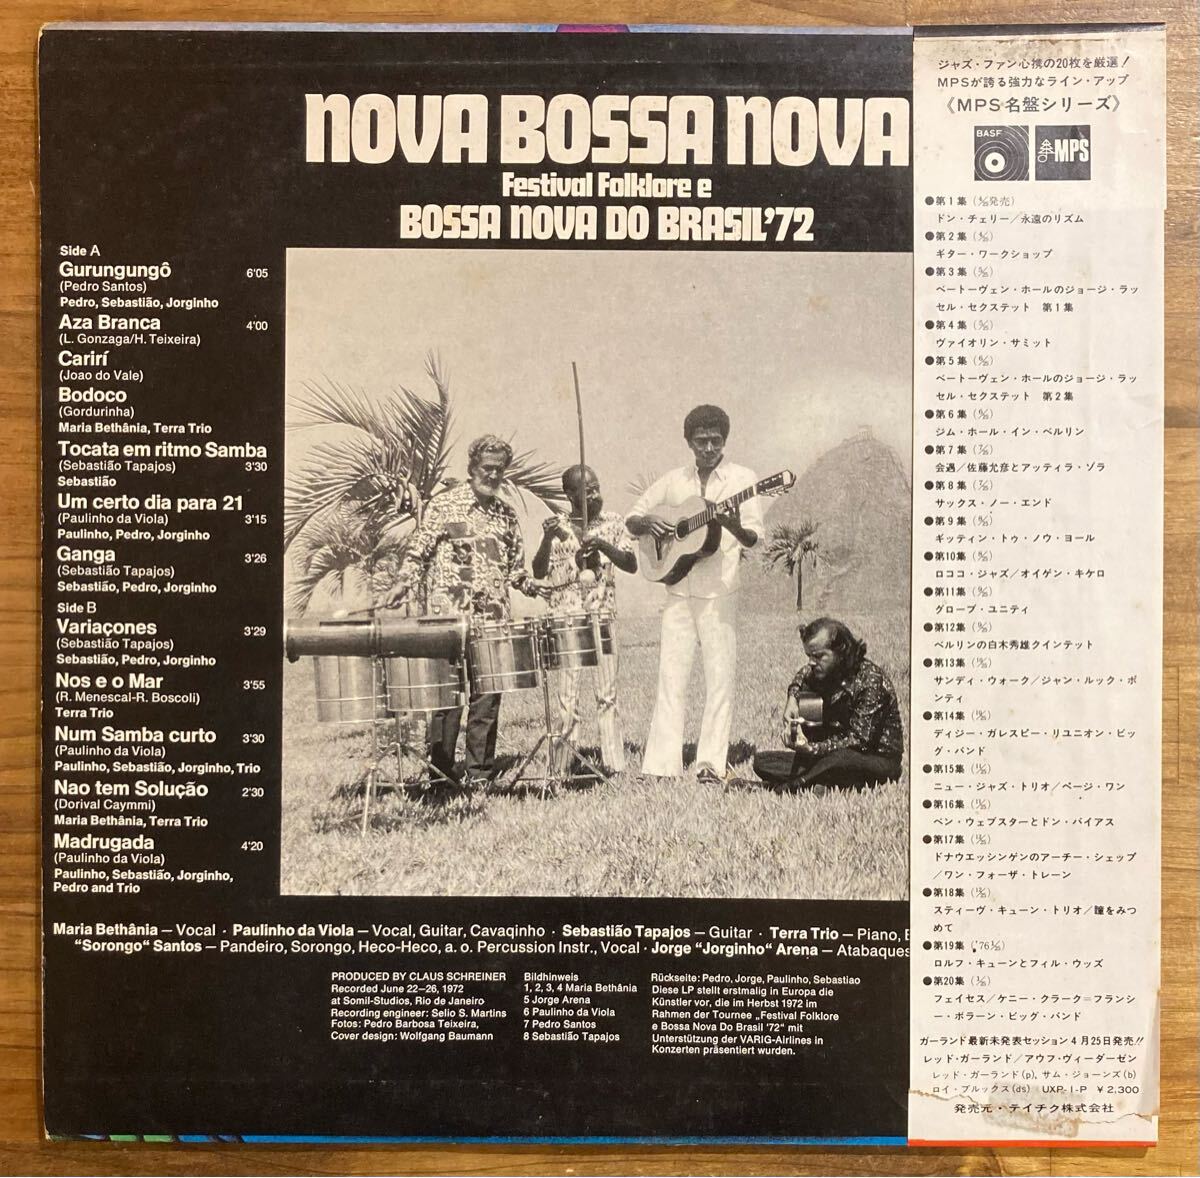 NOVA BOSSA NOVA
Festival Folklore e
BOSSA NOVA DO BRASIL'72
Side A
Gurungungô 6'05
(Pedro Santos)
Pedro, Sebastião, Jorginho
Aza Branca 4'00
(L. Gonzaga/H. Teixeira)
Carirí
(Joao do Vale)
Bodoco
(Gordurinha)
Maria Bethânia, Terra Trio
Tocata em ritmo Samba
(Sebastião Tapajos) 3'30
Sebastião
Um certo dia para 21
(Paulinho da Viola) 3'15
Paulinho, Pedro, Jorginho
Ganga 3'26
(Sebastião Tapajos)
Sebastião, Pedro, Jorginho
Side B
Variaçones 3'29
(Sebastião Tapajos)
Sebastião, Pedro, Jorginho
Nos e o Mar 3'55
(R. Menescal-R. Boscoli)
Terra Trio
Num Samba curto 3'30
(Paulinho da Viola)
Paulinho, Sebastião, Jorginho, Trio
Nao tem Solução 2'30
(Dorival Caymmi)
Maria Bethânia, Terra Trio
Madrugada 4'20
(Paulinho da Viola)
Paulinho, Sebastião, Jorginho,
Pedro and Trio
Maria Bethânia – Vocal · Paulinho da Viola – Vocal, Guitar, Cavaqinho · Sebastião Tapajos – Guitar · Terra Trio – Piano,
"Sorongo" Santos – Pandeiro, Sorongo, Heco-Heco, a. o. Percussion Instr., Vocal · Jorge "Jorginho" Arena – Atabaques
PRODUCED BY CLAUS SCHREINER
Recorded June 22–26, 1972
at Somil-Studios, Rio de Janeiro
Recording engineer: Selio S. Martins
Fotos: Pedro Barbosa Teixeira,
Cover design: Wolfgang Baumann
Bildhinweis
1, 2, 3, 4 Maria Bethânia
5 Jorge Arena
6 Paulinho da Viola
7 Pedro Santos
8 Sebastião Tapajos
Rückseite: Pedro, Jorge, Paulinho, Sebastiao
Diese LP stellt erstmalig in Europa die
Künstler vor, die im Herbst 1972 im
Rahmen der Tournee „Festival Folklore
e Bossa Nova Do Brasil '72" mit
Unterstützung der VARIG-Airlines in
Konzerten präsentiert wurden.
ジャズ・ファン必携の20枚を厳選!
MPSが誇る強力なライン・アップ
《MPS名盤シリーズ》
BASF
MPS
●第1集
ドン・チェリー/永遠のリズム
●第2集
ギター・ワークショップ
●第3集
ベートーヴェン・ホールのジョージ・ラッ
セル・セクステット 第1集
●第4集
ヴァイオリン・サミット
●第5集
ベートーヴェン・ホールのジョージ・ラッ
セル・セクステット 第2集
●第6集
ジム・ホール・イン・ベルリン
●第7集
会遇/佐藤允彦とアッティラ・ゾラ
●第8集
サックス・ノー・エンド
●第9集
ギッティン・トゥ・ノウ・ヨール
●第10集
ロココ・ジャズ/オイゲン・キケロ
●第11集
グローブ・ユニティ
●第12集
ベルリンの白木秀雄クインテット
●第13集
サンディ・ウォーク/ジャン・ルック・ポ
ンティ
●第14集
ディジー・ガレスピー・リユニオン・ビッ
グ・バンド
●第15集
ニュー・ジャズ・トリオ/ページ・ワン
●第16集
ベン・ウェブスターとドン・バイアス
●第17集
ドナウエッシンゲンのアーチー・シェップ
/ワン・フォー・ザ・トレーン
●第18集
スティーヴ・キューン・トリオ/瞳をみつ
めて
●第19集
ロルフ・キューンとフィル・ウッズ
●第20集
フェイセス/ケニー・クラーク=フランシ
ー・ボラーン・ビッグ・バンド
ガーランド最新未発表セッション4月25日発売!!
レッド・ガーランド/アウフ・ヴィーダーゼン
レッド・ガーランド(p), サム・ジョーンズ(b)
ロイ・ブルックス(ds) UXP-1-P ¥2,300
発売元・テイチク株式会社